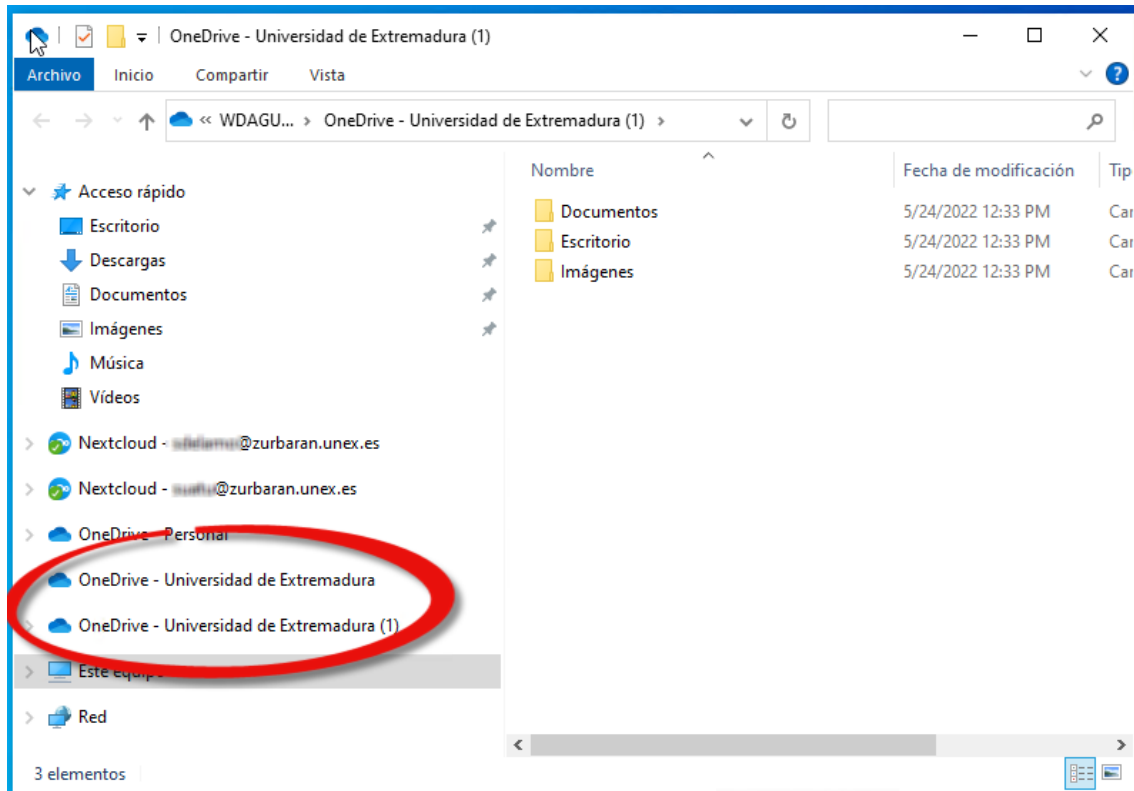 OneDrive - Universidad de Extremadura (1)
Archivo Inicio Compartir Vista
« WDAGU... › OneDrive - Universidad de Extremadura (1) ›
Nombre Fecha de modificación Tip
Acceso rápido
Escritorio
Descargas
Documentos
Imágenes
Música
Vídeos
Nextcloud - @zurbaran.unex.es
Nextcloud - @zurbaran.unex.es
OneDrive - Personal
OneDrive - Universidad de Extremadura
OneDrive - Universidad de Extremadura (1)
Este equipo
Red
Documentos 5/24/2022 12:33 PM Car
Escritorio 5/24/2022 12:33 PM Car
Imágenes 5/24/2022 12:33 PM Car
3 elementos